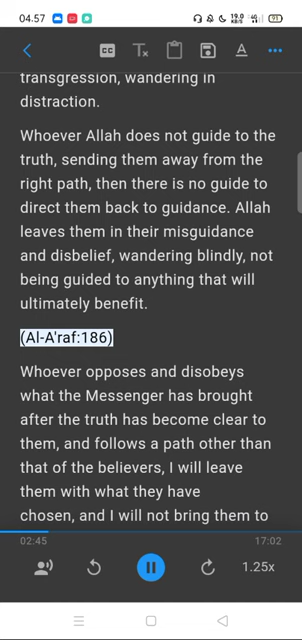 04.57
19.0
KB/s
4G
91
CC
A
transgression, wandering in
distraction.
Whoever Allah does not guide to the
truth, sending them away from the
right path, then there is no guide to
direct them back to guidance. Allah
leaves them in their misguidance
and disbelief, wandering blindly, not
being guided to anything that will
ultimately benefit.
(Al-A'raf:186)
Whoever opposes and disobeys
what the Messenger has brought
after the truth has become clear to
them, and follows a path other than
that of the believers, I will leave
them with what they have
chosen, and I will not bring them to
02:45 17:02
1.25x